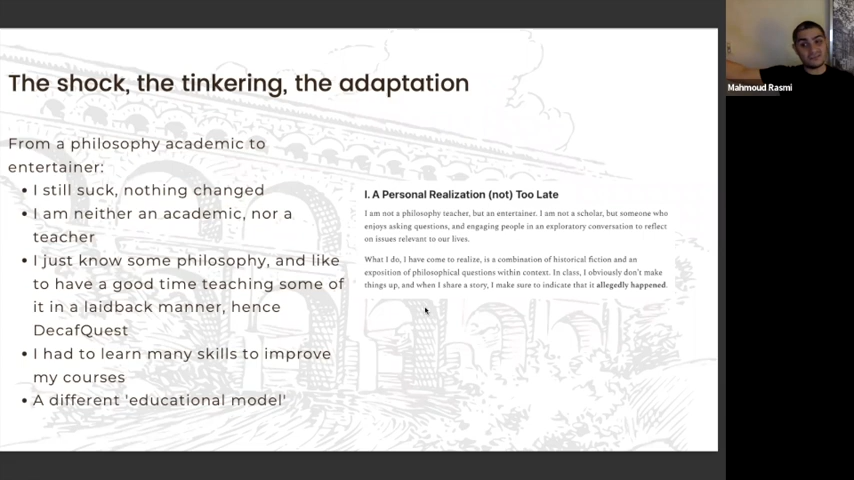 The shock, the tinkering, the adaptation
From a philosophy academic to
entertainer:
• I still suck, nothing changed
• I am neither an academic, nor a
teacher
• I just know some philosophy, and like
to have a good time teaching some of
it in a laidback manner, hence
DecafQuest
• I had to learn many skills to improve
my courses
• A different 'educational model'
I. A Personal Realization (not) Too Late
I am not a philosophy teacher, but an entertainer. I am not a scholar, but someone who
enjoys asking questions, and engaging people in an exploratory conversation to reflect
on issues relevant to our lives.
What I do, I have come to realize, is a combination of historical fiction and an
exposition of philosophical questions within context. In class, I obviously don't make
things up, and when I share a story, I make sure to indicate that it allegedly happened.
Mahmoud Rasmi